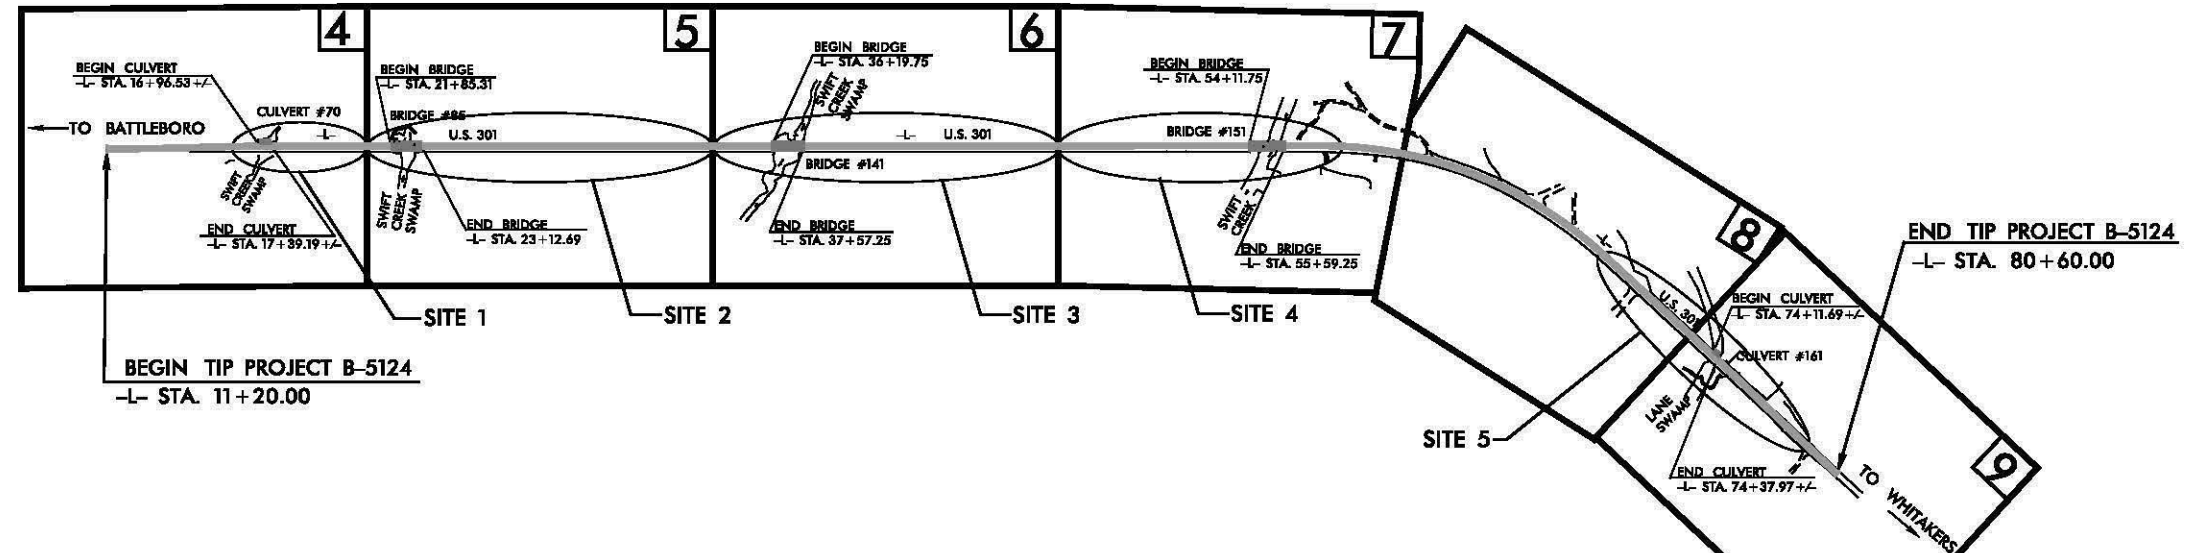 4
5
6
7
8
9
BEGIN CULVERT
-L- STA. 16+96.53+/-
CULVERT #70
TO BATTLEBORO
-L-
SWIFT
CREEK
SWAMP
END CULVERT
-L- STA. 17+39.19+/-
SITE 1
BEGIN TIP PROJECT B-5124
-L- STA. 11+20.00
BEGIN BRIDGE
-L- STA. 21+85.31
BRIDGE #85
U.S. 301
SWIFT
CREEK
SWAMP
END BRIDGE
-L- STA. 23+12.69
SITE 2
BEGIN BRIDGE
-L- STA. 36+19.75
SWIFT
CREEK
SWAMP
-L-
U.S. 301
BRIDGE #141
END BRIDGE
-L- STA. 37+57.25
SITE 3
BEGIN BRIDGE
-L- STA. 54+11.75
BRIDGE #151
SWIFT
CREEK
END BRIDGE
-L- STA. 55+59.25
SITE 4
-L-
U.S. 301
BEGIN CULVERT
-L- STA. 74+11.69+/-
CULVERT #161
LANE
SWAMP
SITE 5
END CULVERT
-L- STA. 74+37.97+/-
END TIP PROJECT B-5124
-L- STA. 80+60.00
TO WHITAKERS